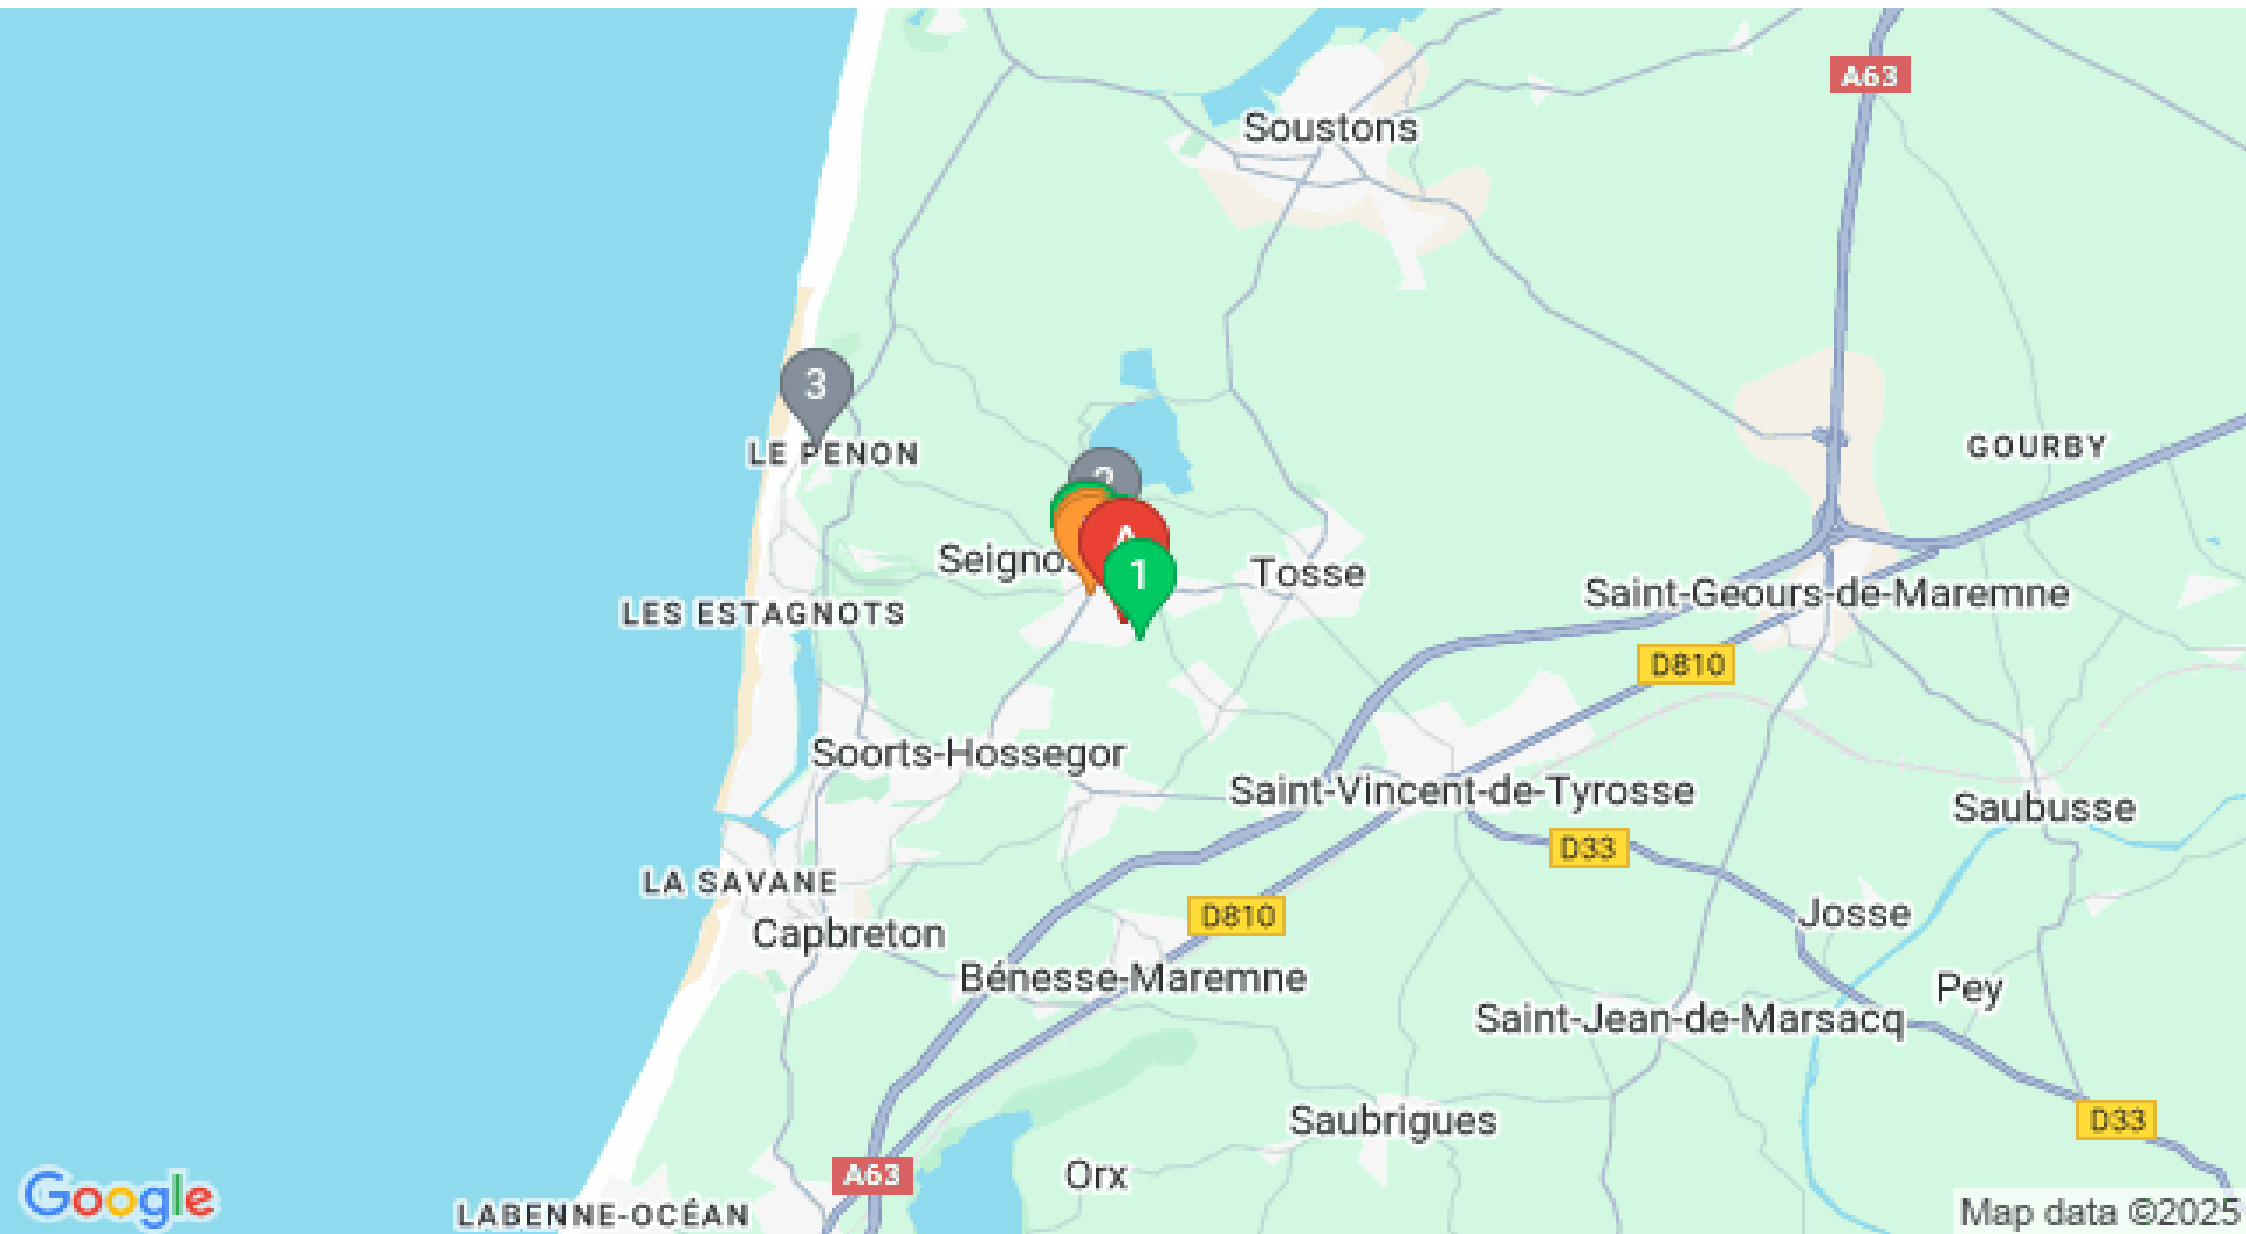 A63
Soustons
3
LE PENON
GOURBY
Seignos
1
Tosse
Saint-Geours-de-Maremne
LES ESTAGNOTS
D810
Soorts-Hossegor
Saint-Vincent-de-Tyrosse
Saubusse
D33
LA SAVANE
D810
Josse
Capbreton
Bénesse-Maremne
Pey
Saint-Jean-de-Marsacq
Saubrigues
D33
Orx
A63
Google
LABENNE-OCÉAN
Map data ©2025